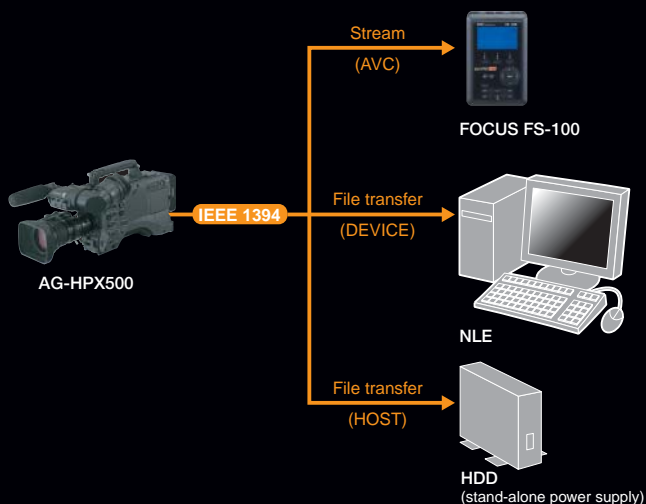 Stream
(AVC)
FOCUS FS-100
IEEE 1394
File transfer
(DEVICE)
AG-HPX500
NLE
File transfer
(HOST)
HDD
(stand-alone power supply)